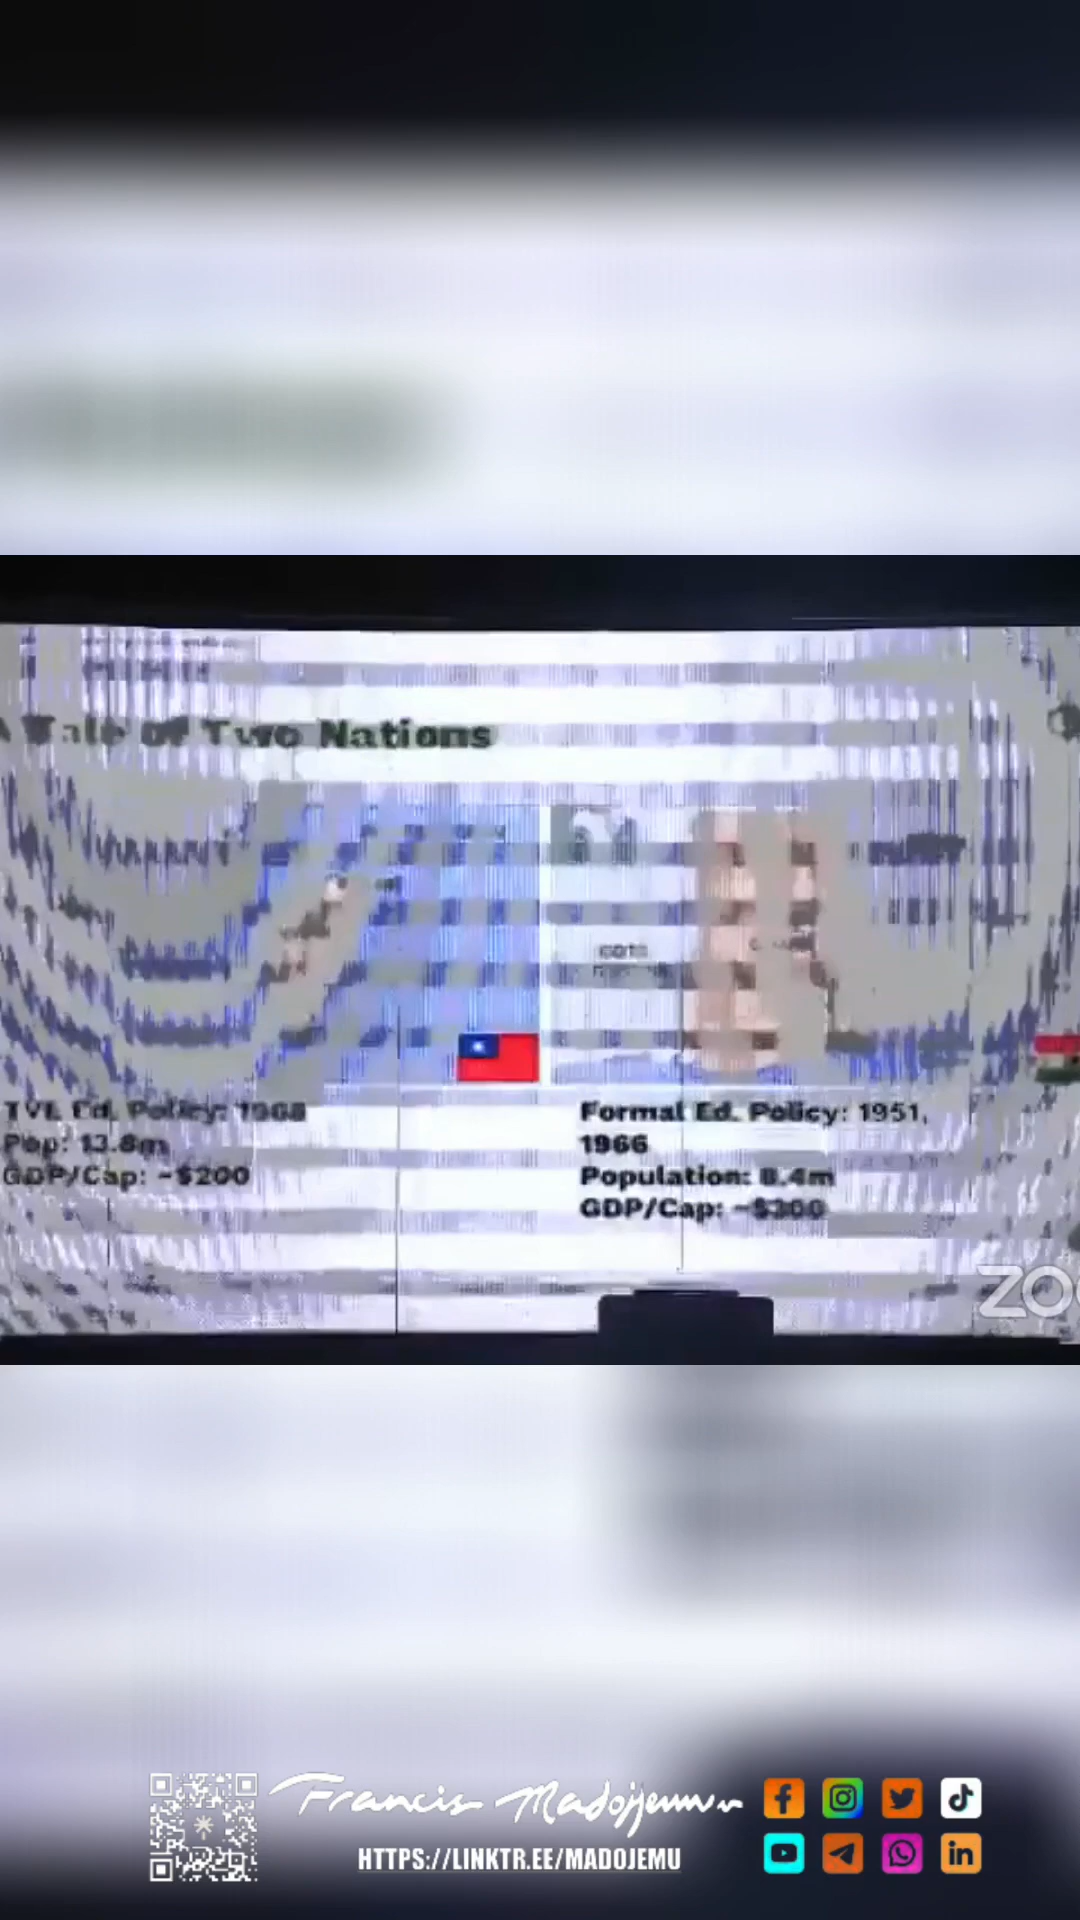 A Tale of Two Nations
TVE Ed. Policy: 1968
Pop: 13.8m
GDP/Cap: ~$200
Formal Ed. Policy: 1951,
1966
Population: 8.4m
GDP/Cap: ~$300
ZO
Francis Madojemu
HTTPS://LINKTR.EE/MADOJEMU